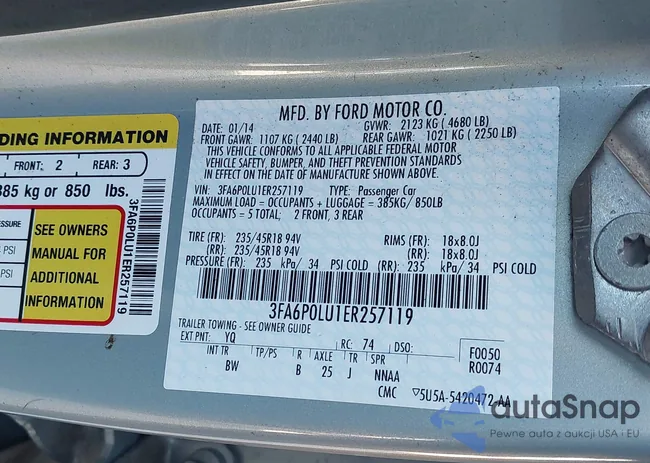 DING INFORMATION
FRONT: 2 REAR: 3
385 kg or 850 lbs.
ESSURE
PSI
PSI
SEE OWNERS
MANUAL FOR
ADDITIONAL
INFORMATION
3FA6P0LU1ER257119
MFD. BY FORD MOTOR CO.
DATE: 01/14 GVWR: 2123 KG ( 4680 LB)
FRONT GAWR: 1107 KG ( 2440 LB) REAR GAWR: 1021 KG ( 2250 LB)
THIS VEHICLE CONFORMS TO ALL APPLICABLE FEDERAL MOTOR
VEHICLE SAFETY, BUMPER, AND THEFT PREVENTION STANDARDS
IN EFFECT ON THE DATE OF MANUFACTURE SHOWN ABOVE.
VIN: 3FA6P0LU1ER257119 TYPE: Passenger Car
MAXIMUM LOAD = OCCUPANTS + LUGGAGE = 385KG/ 850LB
OCCUPANTS = 5 TOTAL; 2 FRONT, 3 REAR
TIRE (FR): 235/45R18 94V RIMS (FR): 18x8.0J
(RR): 235/45R18 94V (RR): 18x8.0J
PRESSURE (FR): 235 kPa/ 34 PSI COLD (RR): 235 kPa/ 34 PSI COLD
3FA6P0LU1ER257119
TRAILER TOWING - SEE OWNER GUIDE
EXT PNT: YQ RC: 74 DSO: F0050
R0074
INT TR TP/PS R AXLE TR SPR
BW B 25 J NNAA
CMC ▽5U5A-5420472-AA
autaSnap
Pewne auta z aukcji USA - EU